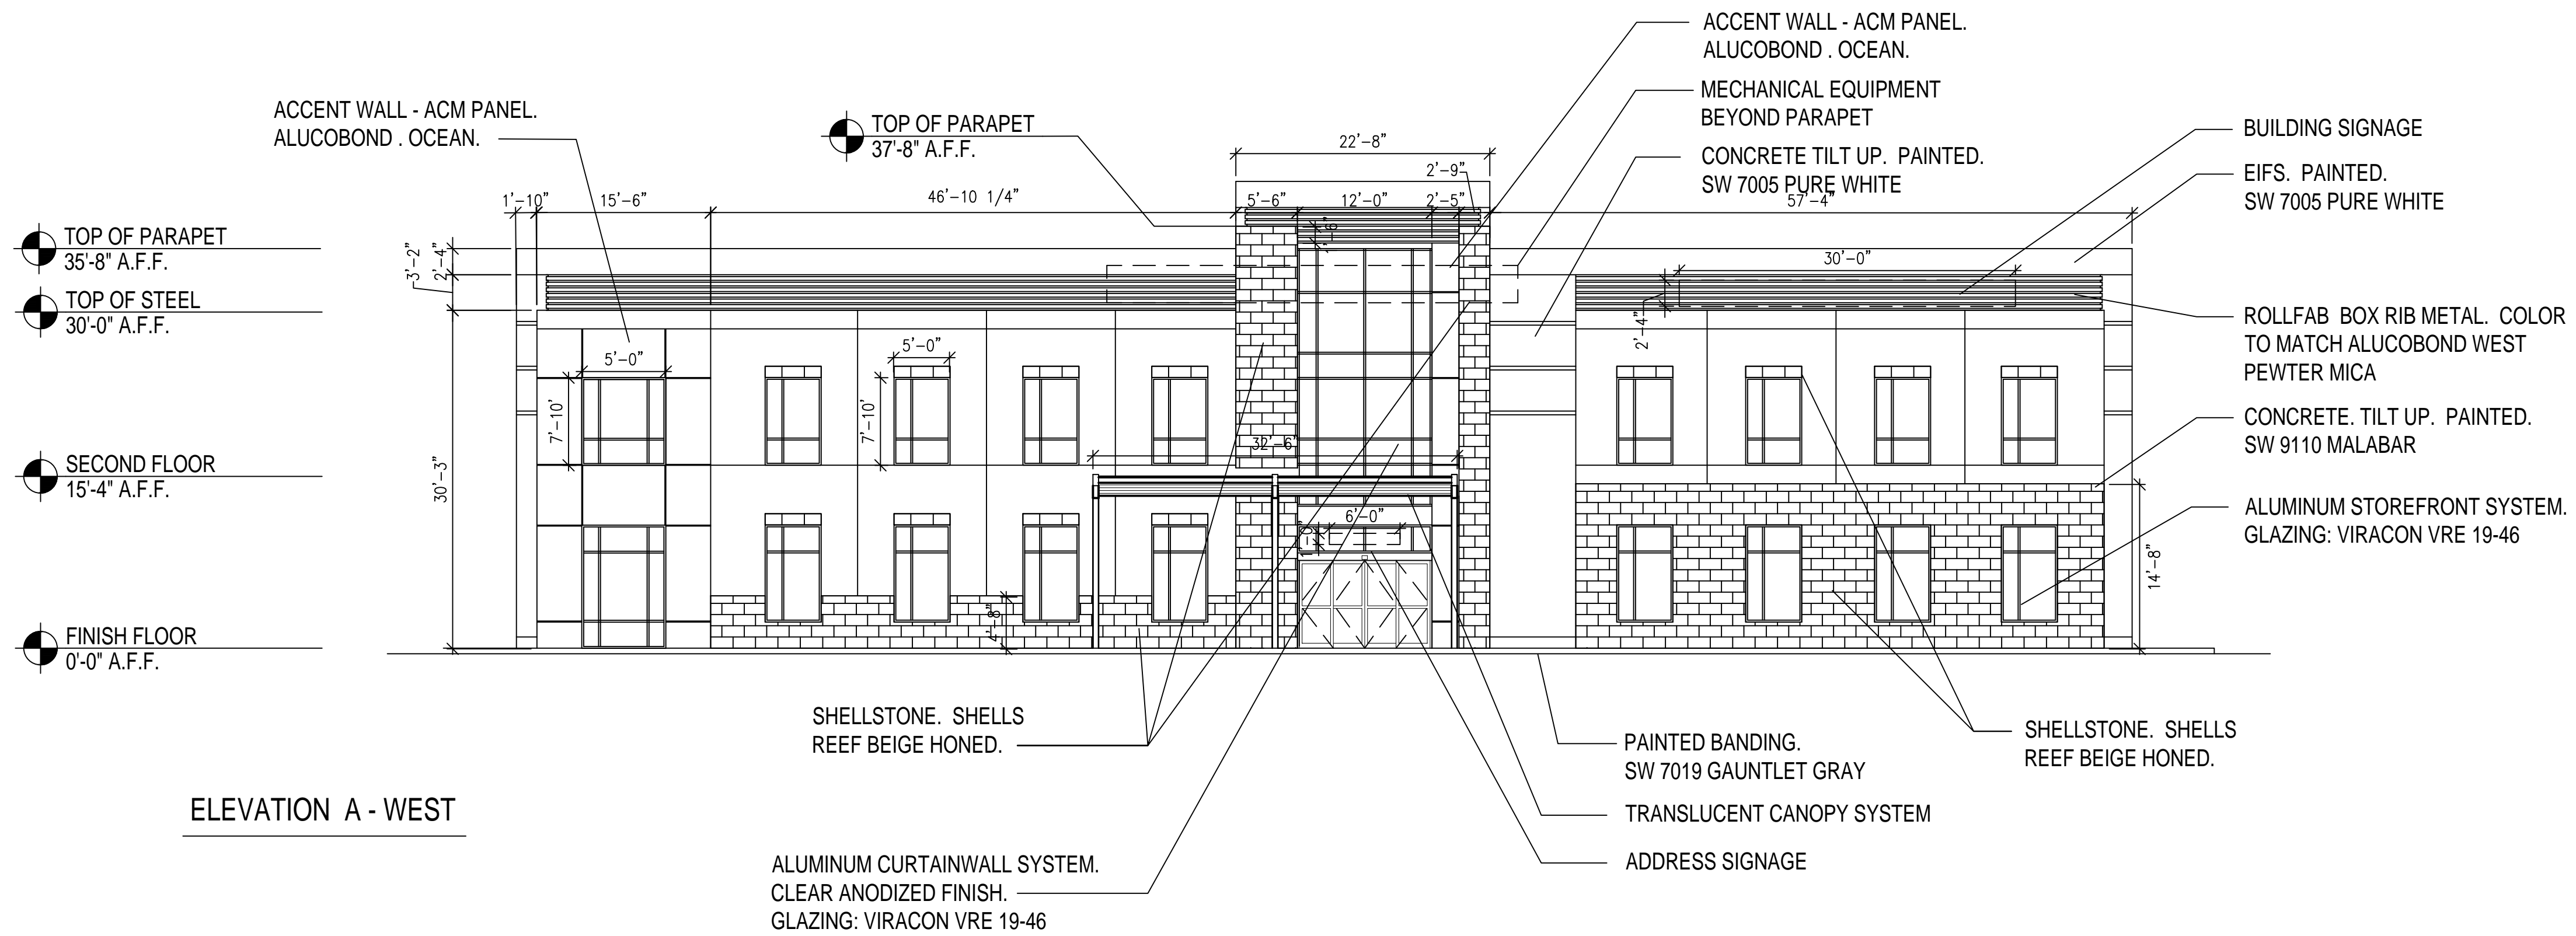 ACCENT WALL - ACM PANEL.
ALUCOBOND . OCEAN.
MECHANICAL EQUIPMENT
BEYOND PARAPET
CONCRETE TILT UP.  PAINTED.
SW 7005 PURE WHITE
ACCENT WALL - ACM PANEL.
ALUCOBOND . OCEAN.
TOP OF PARAPET
37'-8" A.F.F.
BUILDING SIGNAGE
EIFS.  PAINTED.
SW 7005 PURE WHITE
22'-8"
2'-9"
1'-10"
15'-6"
46'-10 1/4"
5'-6"
12'-0"
2'-5"
57'-4"
TOP OF PARAPET
35'-8" A.F.F.
3'-2"
2'-4"
30'-0"
TOP OF STEEL
30'-0" A.F.F.
2'-4"
ROLLFAB  BOX RIB METAL.  COLOR
TO MATCH ALUCOBOND WEST
PEWTER MICA
5'-0"
5'-0"
7'-10'
7'-10'
CONCRETE. TILT UP.  PAINTED.
SW 9110 MALABAR
SECOND FLOOR
15'-4" A.F.F.
30'-3"
32'-6"
6'-0"
ALUMINUM STOREFRONT SYSTEM.
GLAZING: VIRACON VRE 19-46
14'-8"
4'-8"
FINISH FLOOR
0'-0" A.F.F.
SHELLSTONE.  SHELLS
REEF BEIGE HONED.
PAINTED BANDING.
SW 7019 GAUNTLET GRAY
SHELLSTONE.  SHELLS
REEF BEIGE HONED.
ELEVATION  A - WEST
TRANSLUCENT CANOPY SYSTEM
ADDRESS SIGNAGE
ALUMINUM CURTAINWALL SYSTEM.
CLEAR ANODIZED FINISH.
GLAZING: VIRACON VRE 19-46